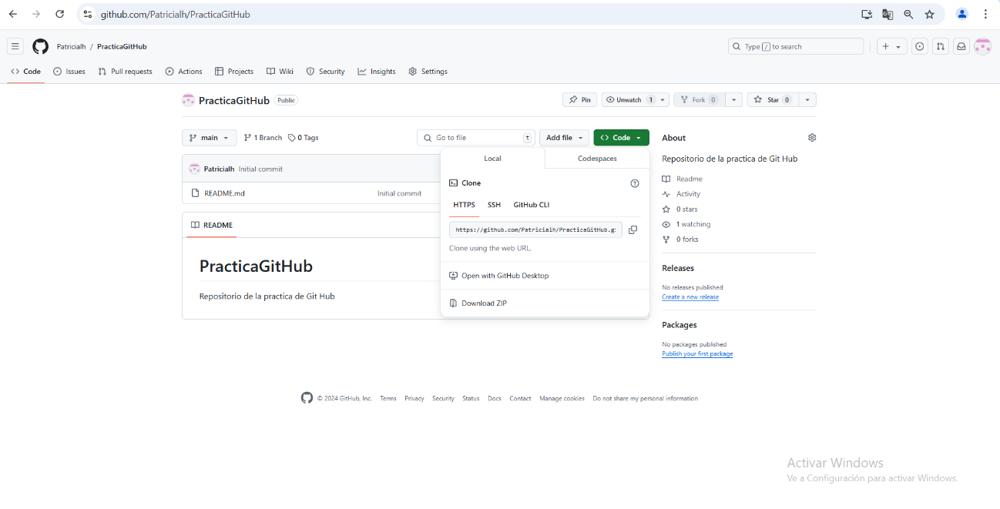 github.com/Patricialh/PracticaGitHub
Patricialh / PracticaGitHub
Type / to search
Code Issues Pull requests Actions Projects Wiki Security Insights Settings
PracticaGitHub Public
Pin Unwatch 1 Fork 0 Star 0
main 1 Branch 0 Tags Go to file t Add file Code
Patricialh Initial commit
README.md Initial commit
README
PracticaGitHub
Repositorio de la practica de Git Hub
Local Codespaces
Clone
HTTPS SSH GitHub CLI
https://github.com/Patricialh/PracticaGitHub.g
Clone using the web URL.
Open with GitHub Desktop
Download ZIP
About
Repositorio de la practica de Git Hub
Readme
Activity
0 stars
1 watching
0 forks
Releases
No releases published
Create a new release
Packages
No packages published
Publish your first package
© 2024 GitHub, Inc. Terms Privacy Security Status Docs Contact Manage cookies Do not share my personal information
Activar Windows
Ve a Configuración para activar Windows.